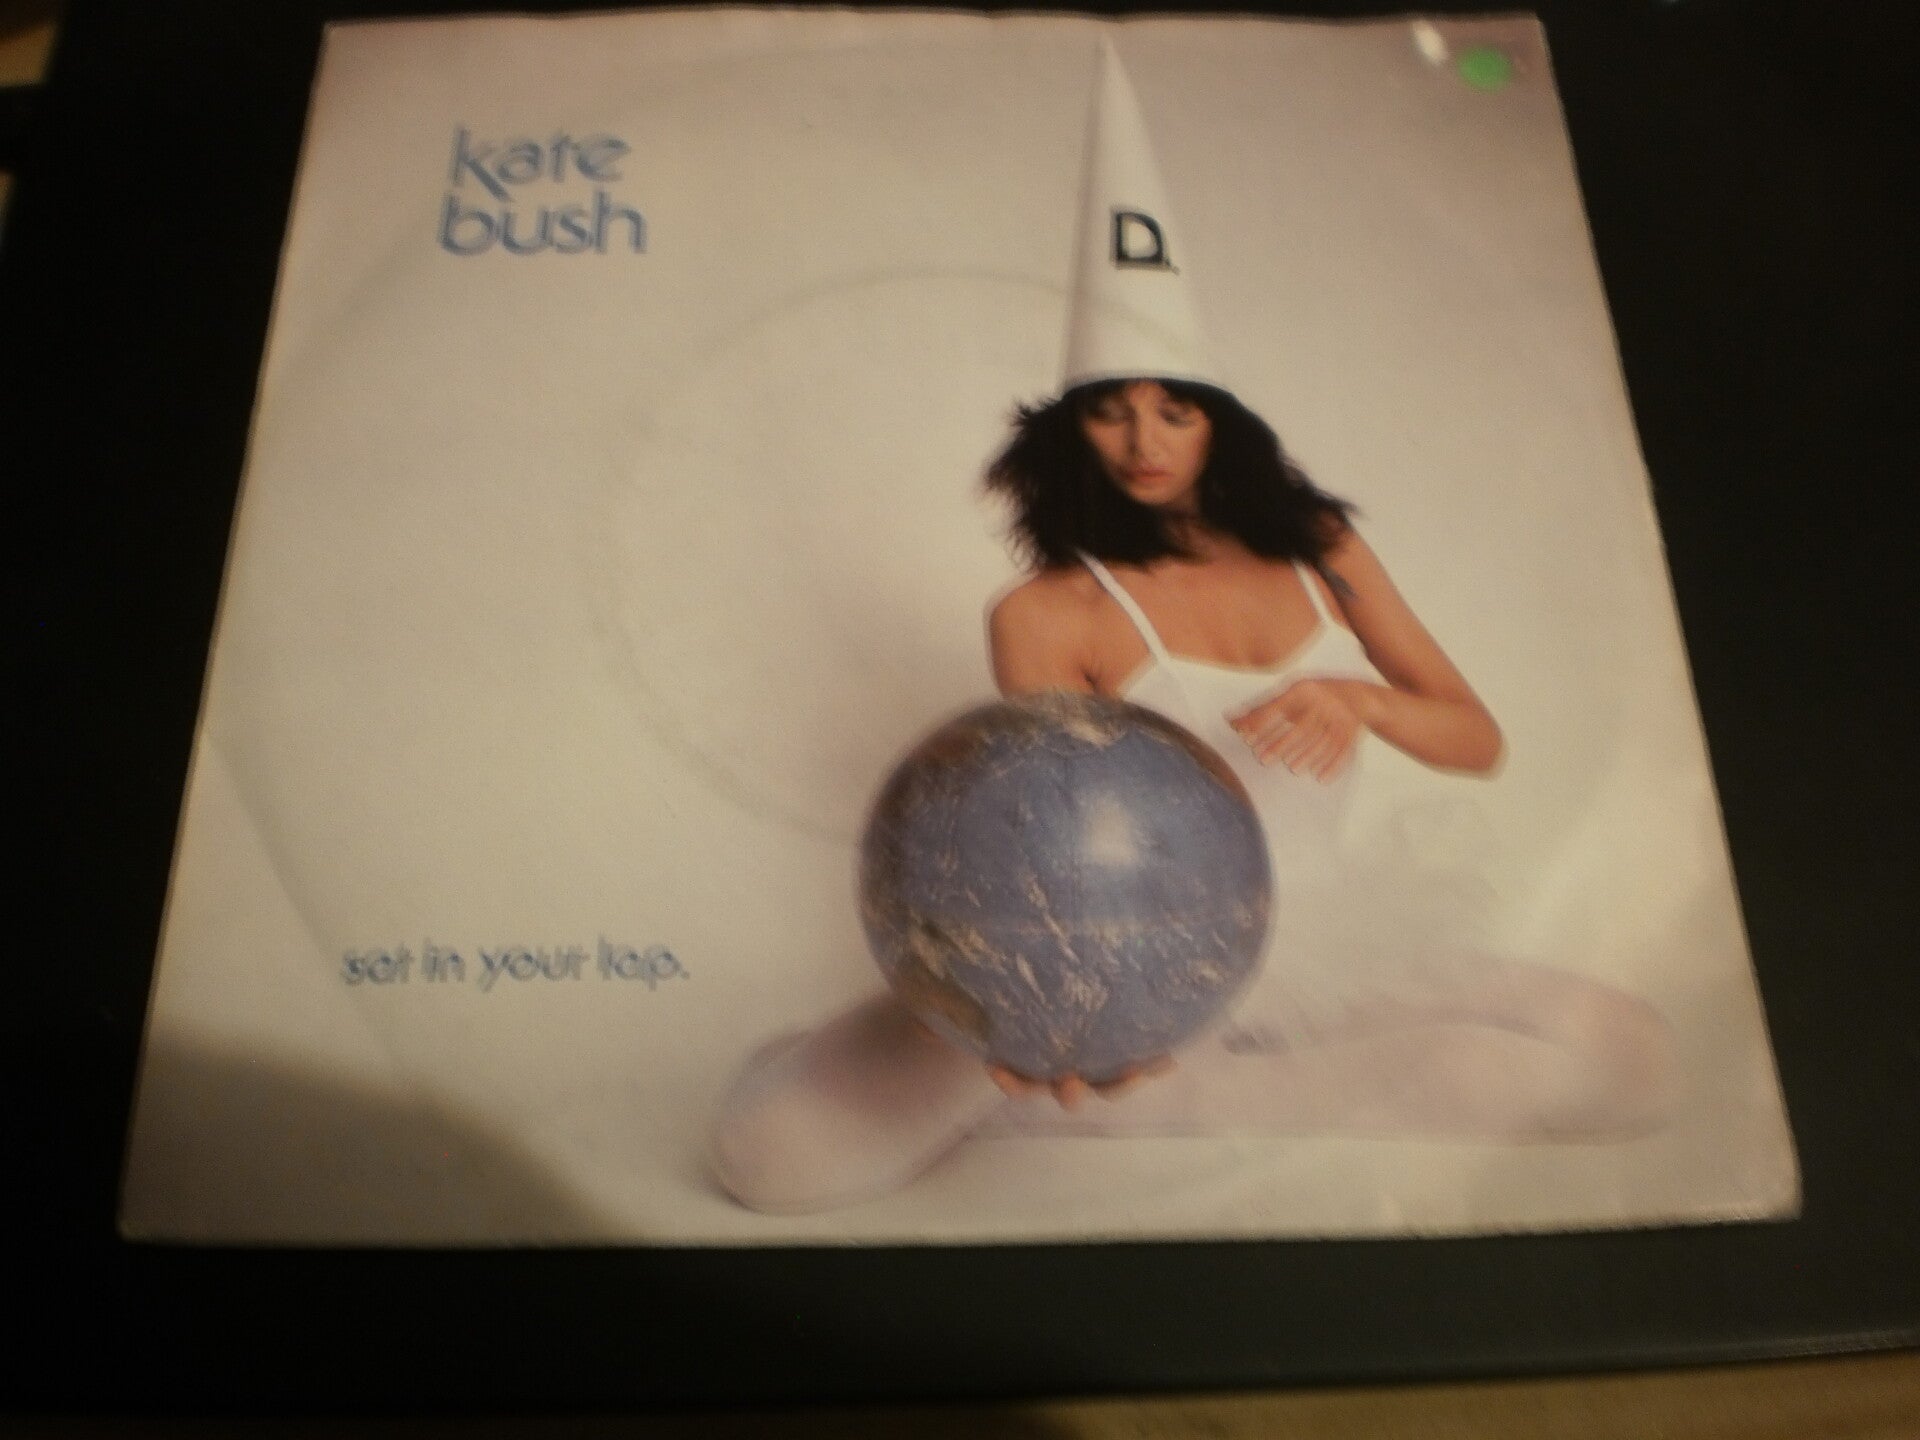 kate
bush
D.
sat in your lap.